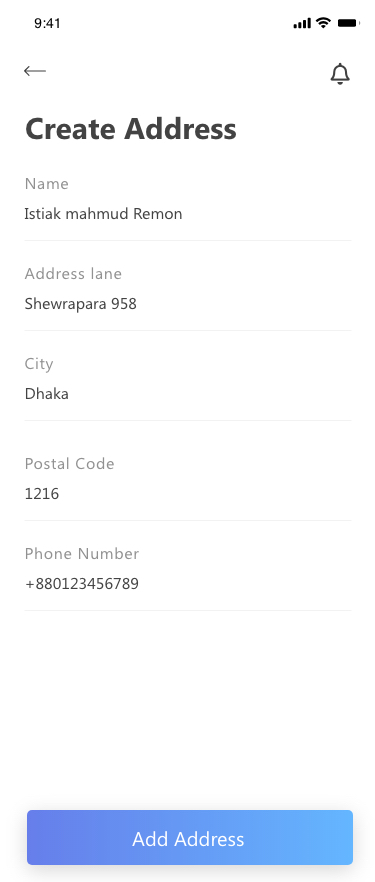 9:41
Create Address
Name
Istiak mahmud Remon
Address lane
Shewrapara 958
City
Dhaka
Postal Code
1216
Phone Number
+880123456789
Add Address